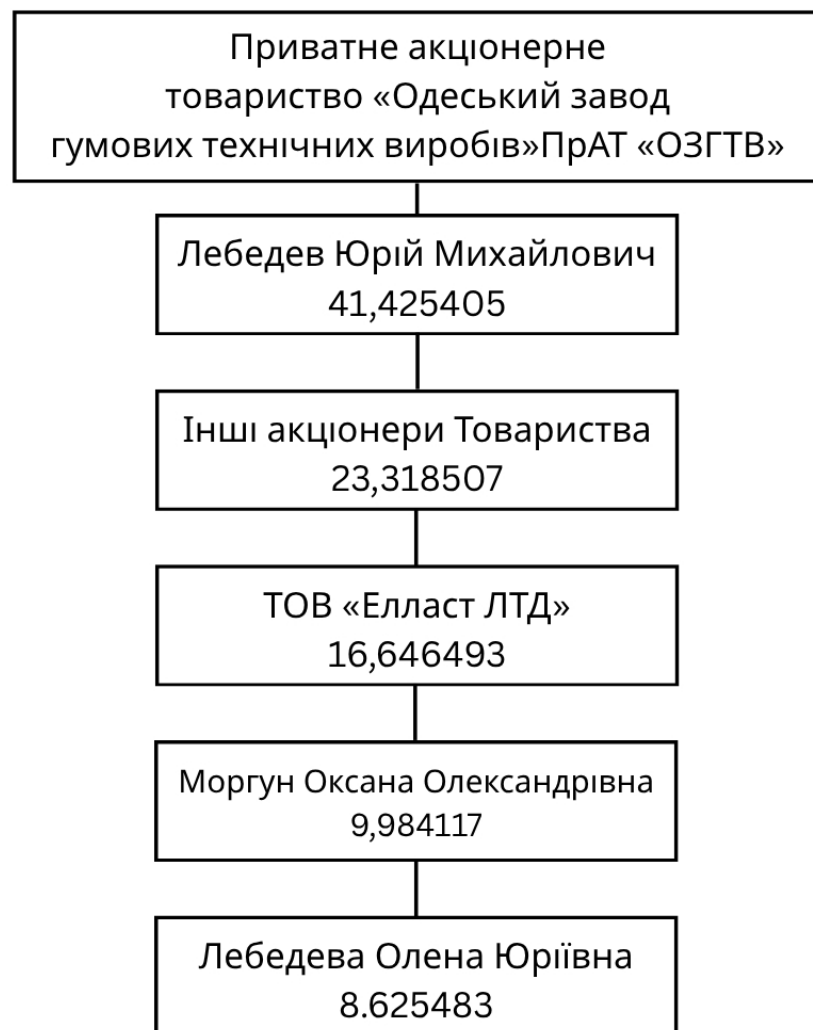 Приватне акціонерне
товариство «Одеський завод
гумових технічних виробів»ПрАТ «ОЗГТВ»
Лебедев Юрій Михайлович
41,425405
Інші акціонери Товариства
23,318507
ТОВ «Елласт ЛТД»
16,646493
Моргун Оксана Олександрівна
9,984117
Лебедева Олена Юріївна
8.625483